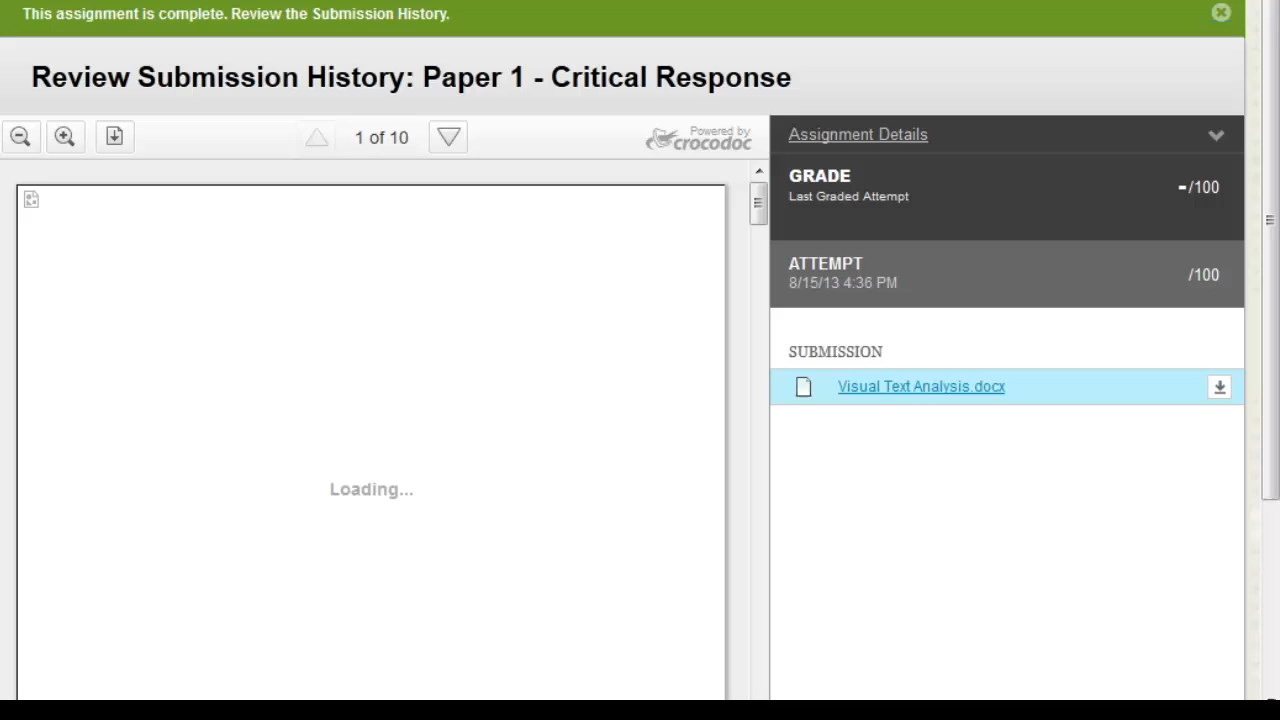 This assignment is complete. Review the Submission History.
Review Submission History: Paper 1 - Critical Response
1 of 10
Powered by
crocodoc
Loading...
Assignment Details
GRADE
Last Graded Attempt
-/100
ATTEMPT
8/15/13 4:36 PM
/100
SUBMISSION
Visual Text Analysis.docx